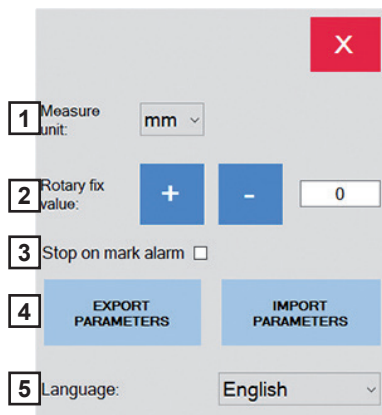 X
1 Measure
unit: mm
2 Rotary fix
value: + - 0
3 Stop on mark alarm
4 EXPORT
PARAMETERS
IMPORT
PARAMETERS
5 Language: English